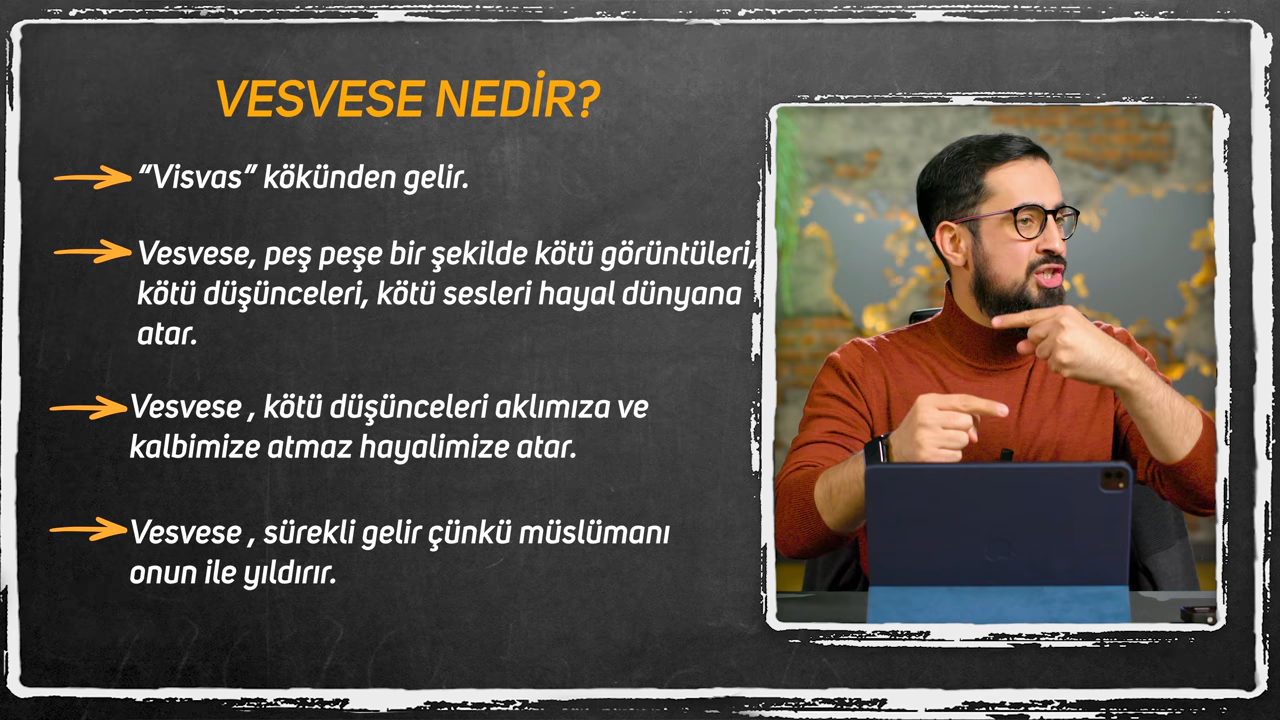 VESVESE NEDİR?
“Visvas” kökünden gelir.
Vesvese, peş peşe bir şekilde kötü görüntüleri,
kötü düşünceleri, kötü sesleri hayal dünyana
atar.
Vesvese , kötü düşünceleri aklımıza ve
kalbimize atmaz hayalimize atar.
Vesvese , sürekli gelir çünkü müslümanı
onun ile yıldırır.